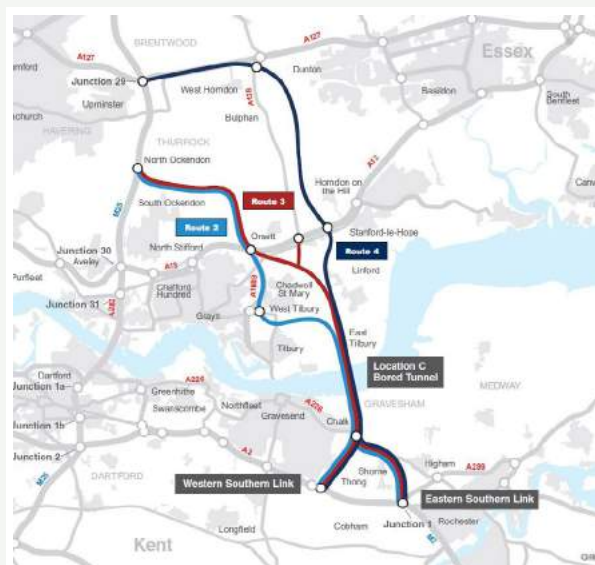 BRENTWOOD
A127
A127
Essex
Junction 29
Dunton
Basildon
West Horndon
Upminster
A128
South
Benfleet
HAVERING
Bulphan
THURROCK
A13
North Ockendon
Horndon on
the Hill
M25
South Ockendon
Route 3
Route 2
Orsett
Stanford-le-Hope
Junction 30
North Stifford
Route 4
Aveley
Linford
Purfleet
A13
Chafford
Hundred
A1089
Chadwell
St Mary
Junction 31
A282
Grays
West Tilbury
East
Tilbury
Tilbury
Location C
Bored Tunnel
Dartford
Junction 1a
A226
MEDWAY
Greenhithe
GRAVESHAM
Swanscombe
Northfleet
A226
Junction 1b
Gravesend
Chalk
Junction 2
A2
Higham
A289
Shorne
M25
DARTFORD
Western Southern Link
Thong
Eastern Southern Link
Cobham
Junction 1
Rochester
Longfield
M2
Kent